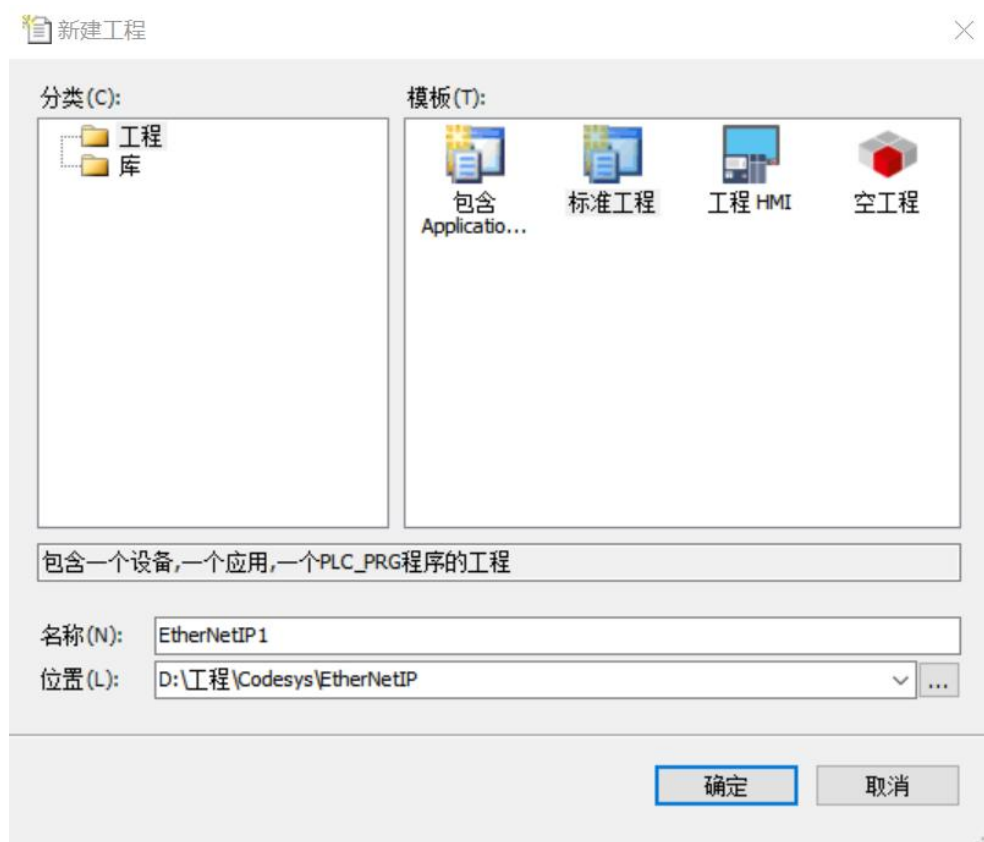 新建工程
分类(C):
模板(T):
工程
库
包含
Applicatio...
标准工程
工程 HMI
空工程
包含一个设备,一个应用,一个PLC_PRG程序的工程
名称(N):
EtherNetIP1
位置(L):
D:\工程\Codesys\EtherNetIP
...
确定
取消